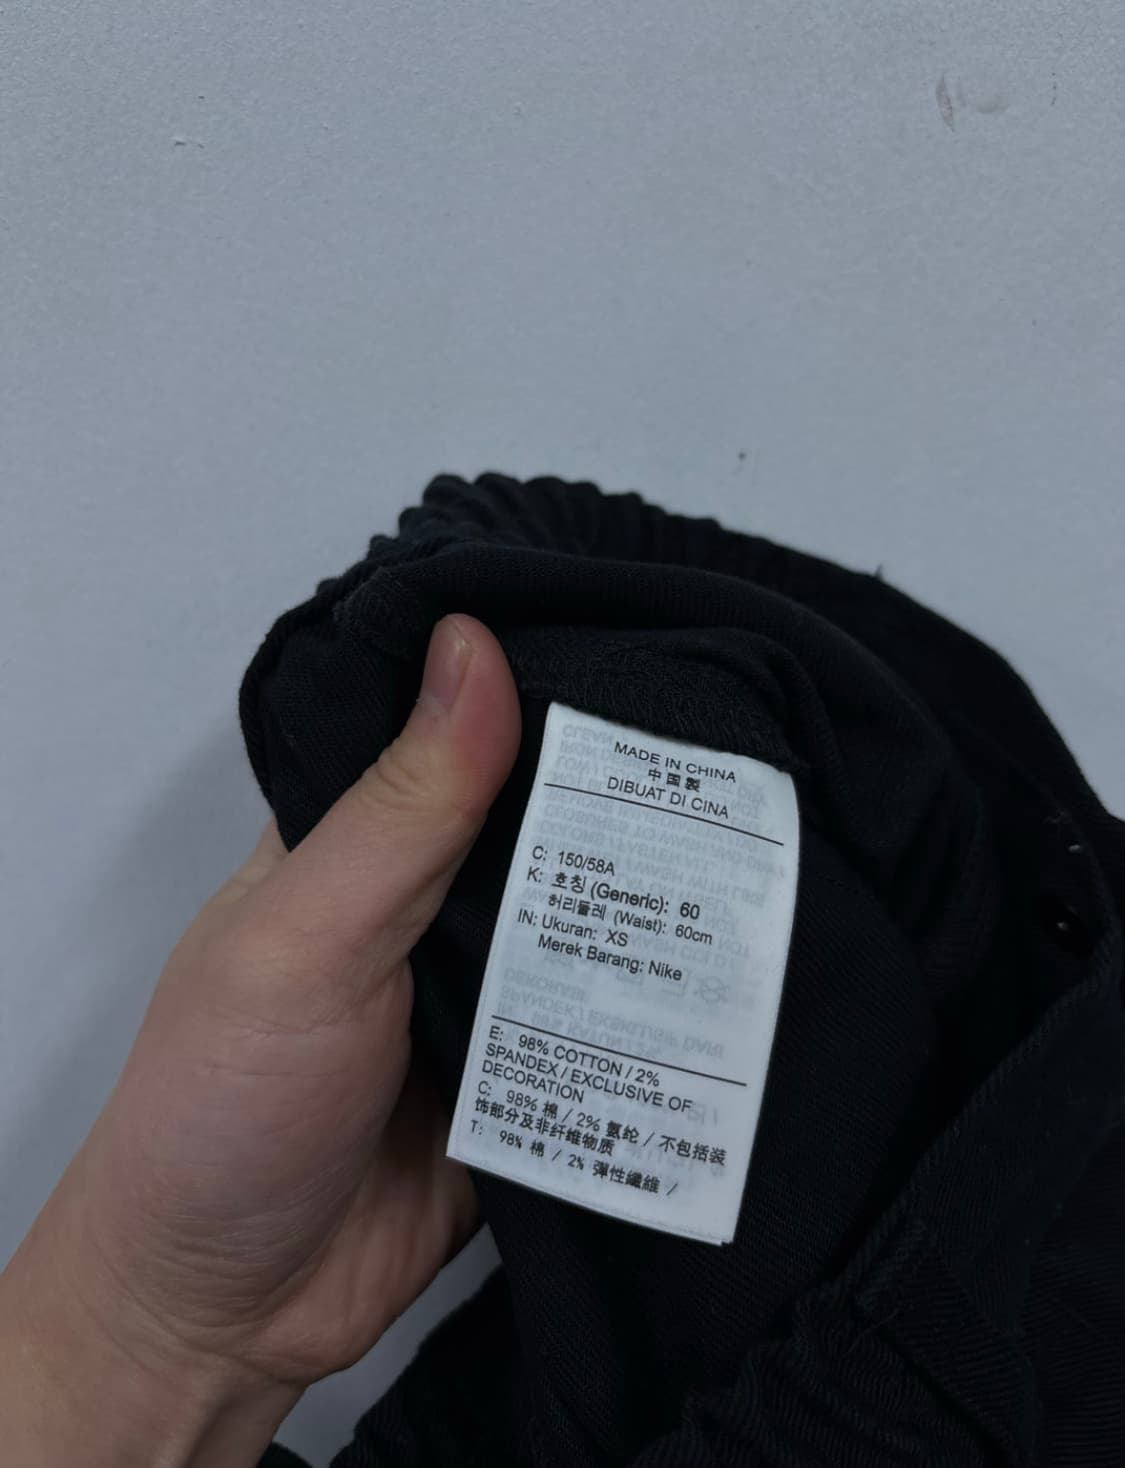 MADE IN CHINA
中国製
DIBUAT DI CINA
C: 150/58A
K: 호칭 (Generic): 60
허리둘레 (Waist): 60cm
IN: Ukuran: XS
Merek Barang: Nike
E: 98% COTTON / 2%
SPANDEX / EXCLUSIVE OF
DECORATION
C: 98% 棉 / 2% 氨纶 / 不包括装
饰部分及非纤维物质
T: 98% 棉 / 2% 彈性纖維 /